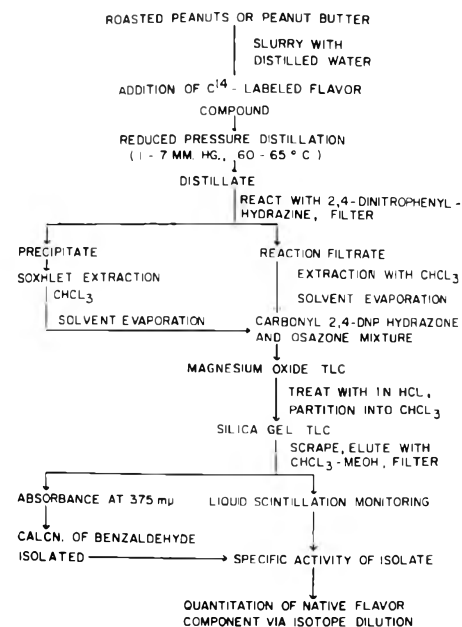 ROASTED PEANUTS OR PEANUT BUTTER
SLURRY WITH
DISTILLED WATER
ADDITION OF C14 - LABELED FLAVOR
COMPOUND
REDUCED PRESSURE DISTILLATION
( 1 - 7 MM. HG., 60 - 65 ° C )
DISTILLATE
REACT WITH 2,4-DINITROPHENYL-
HYDRAZINE, FILTER
PRECIPITATE
SOXHLET EXTRACTION
CHCL3
SOLVENT EVAPORATION
REACTION FILTRATE
EXTRACTION WITH CHCL3
SOLVENT EVAPORATION
CARBONYL 2,4-DNP HYDRAZONE
AND OSAZONE MIXTURE
MAGNESIUM OXIDE TLC
TREAT WITH 1N HCL,
PARTITION INTO CHCL3
SILICA GEL TLC
SCRAPE, ELUTE WITH
CHCL3-MEOH, FILTER
ABSORBANCE AT 375 mµ
LIQUID SCINTILLATION MONITORING
CALCN. OF BENZALDEHYDE
ISOLATED
SPECIFIC ACTIVITY OF ISOLATE
QUANTITATION OF NATIVE FLAVOR
COMPONENT VIA ISOTOPE DILUTION